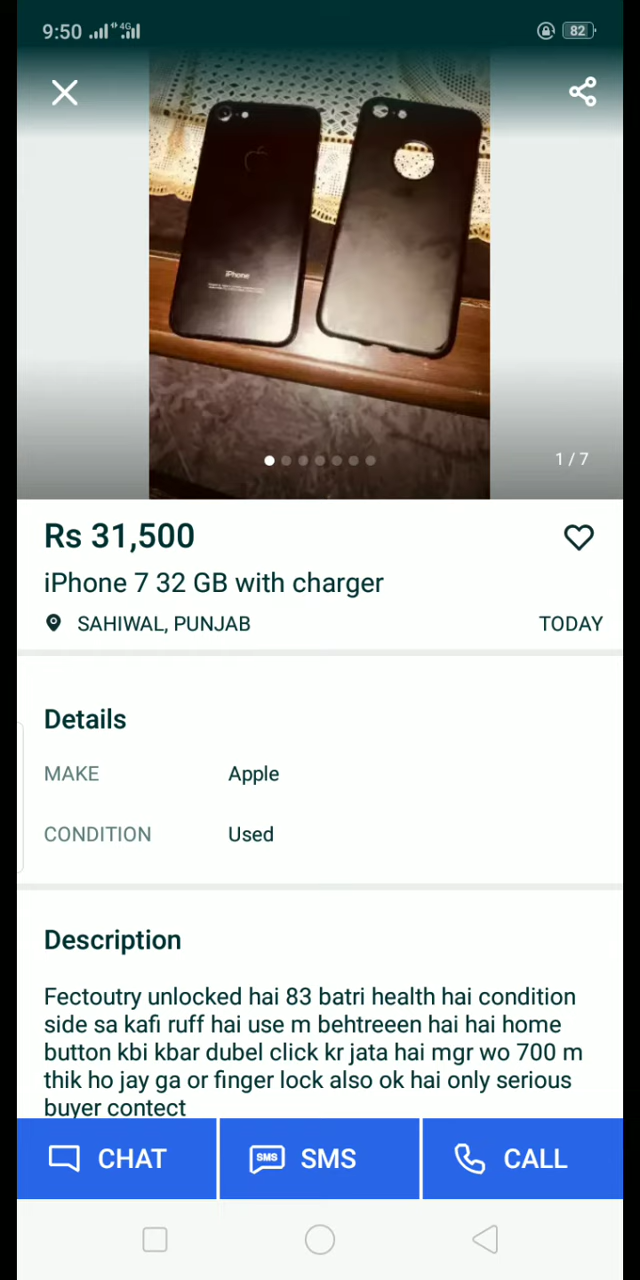 9:50 4G 82
iPhone
1 / 7
Rs 31,500
iPhone 7 32 GB with charger
SAHIWAL, PUNJAB TODAY
Details
MAKE Apple
CONDITION Used
Description
Fectoutry unlocked hai 83 batri health hai condition
side sa kafi ruff hai use m behtreeen hai hai home
button kbi kbar dubel click kr jata hai mgr wo 700 m
thik ho jay ga or finger lock also ok hai only serious
buyer contect
CHAT SMS SMS CALL